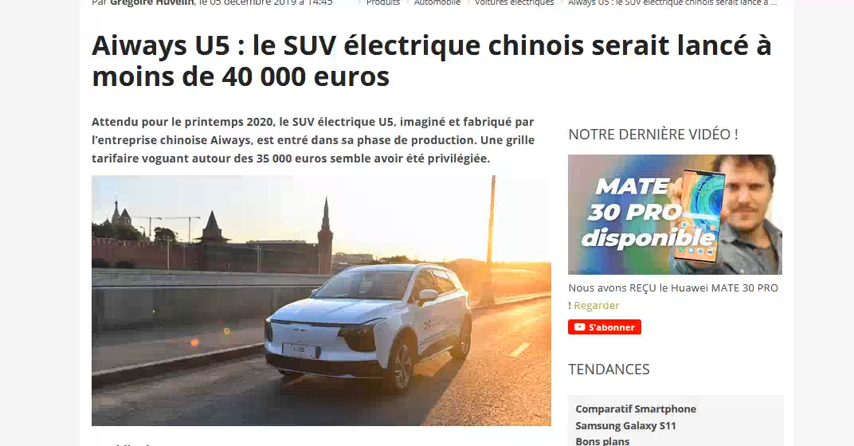 Par Grégoire Huvelin, le 05 décembre 2019 à 14:45
Produits
Automobile
Voitures électriques
Aiways U5 : le SUV électrique chinois serait lancé à ...
Aiways U5 : le SUV électrique chinois serait lancé à
moins de 40 000 euros
Attendu pour le printemps 2020, le SUV électrique U5, imaginé et fabriqué par
l'entreprise chinoise Aiways, est entré dans sa phase de production. Une grille
tarifaire voguant autour des 35 000 euros semble avoir été privilégiée.
NOTRE DERNIÈRE VIDÉO !
MATE
30 PRO
disponible
Nous avons REÇU le Huawei MATE 30 PRO
! Regarder
S'abonner
TENDANCES
Comparatif Smartphone
Samsung Galaxy S11
Bons plans